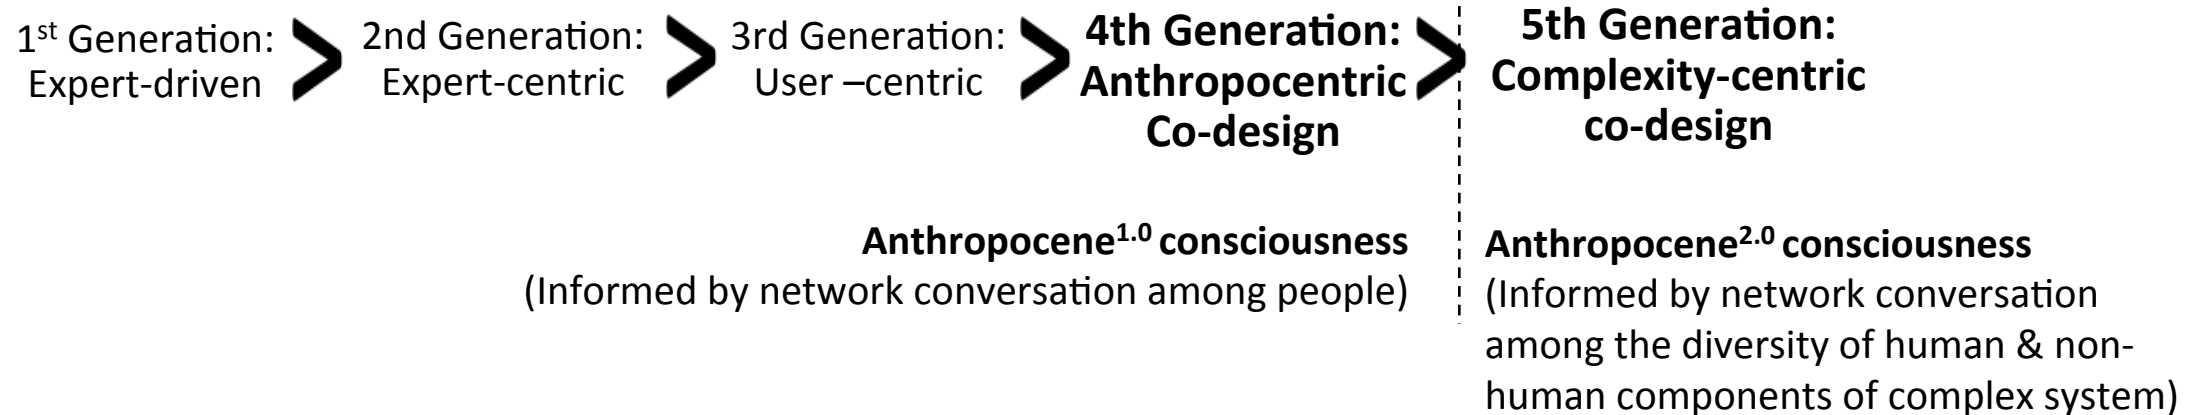 1st Generation:
Expert-driven
>
2nd Generation:
Expert-centric
>
3rd Generation:
User –centric
>
4th Generation:
Anthropocentric
Co-design
>
5th Generation:
Complexity-centric
co-design
Anthropocene1.0 consciousness
(Informed by network conversation among people)
Anthropocene2.0 consciousness
(Informed by network conversation
among the diversity of human & non-
human components of complex system)